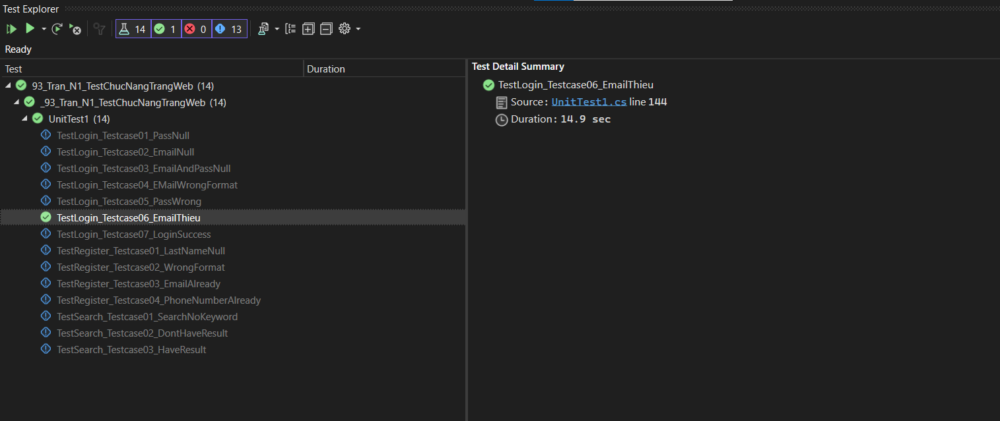 Test Explorer
14 1 0 13
Ready
Test Duration
93_Tran_N1_TestChucNangTrangWeb (14)
_93_Tran_N1_TestChucNangTrangWeb (14)
UnitTest1 (14)
TestLogin_Testcase01_PassNull
TestLogin_Testcase02_EmailNull
TestLogin_Testcase03_EmailAndPassNull
TestLogin_Testcase04_EMailWrongFormat
TestLogin_Testcase05_PassWrong
TestLogin_Testcase06_EmailThieu
TestLogin_Testcase07_LoginSuccess
TestRegister_Testcase01_LastNameNull
TestRegister_Testcase02_WrongFormat
TestRegister_Testcase03_EmailAlready
TestRegister_Testcase04_PhoneNumberAlready
TestSearch_Testcase01_SearchNoKeyword
TestSearch_Testcase02_DontHaveResult
TestSearch_Testcase03_HaveResult
Test Detail Summary
TestLogin_Testcase06_EmailThieu
Source: UnitTest1.cs line 144
Duration: 14.9 sec